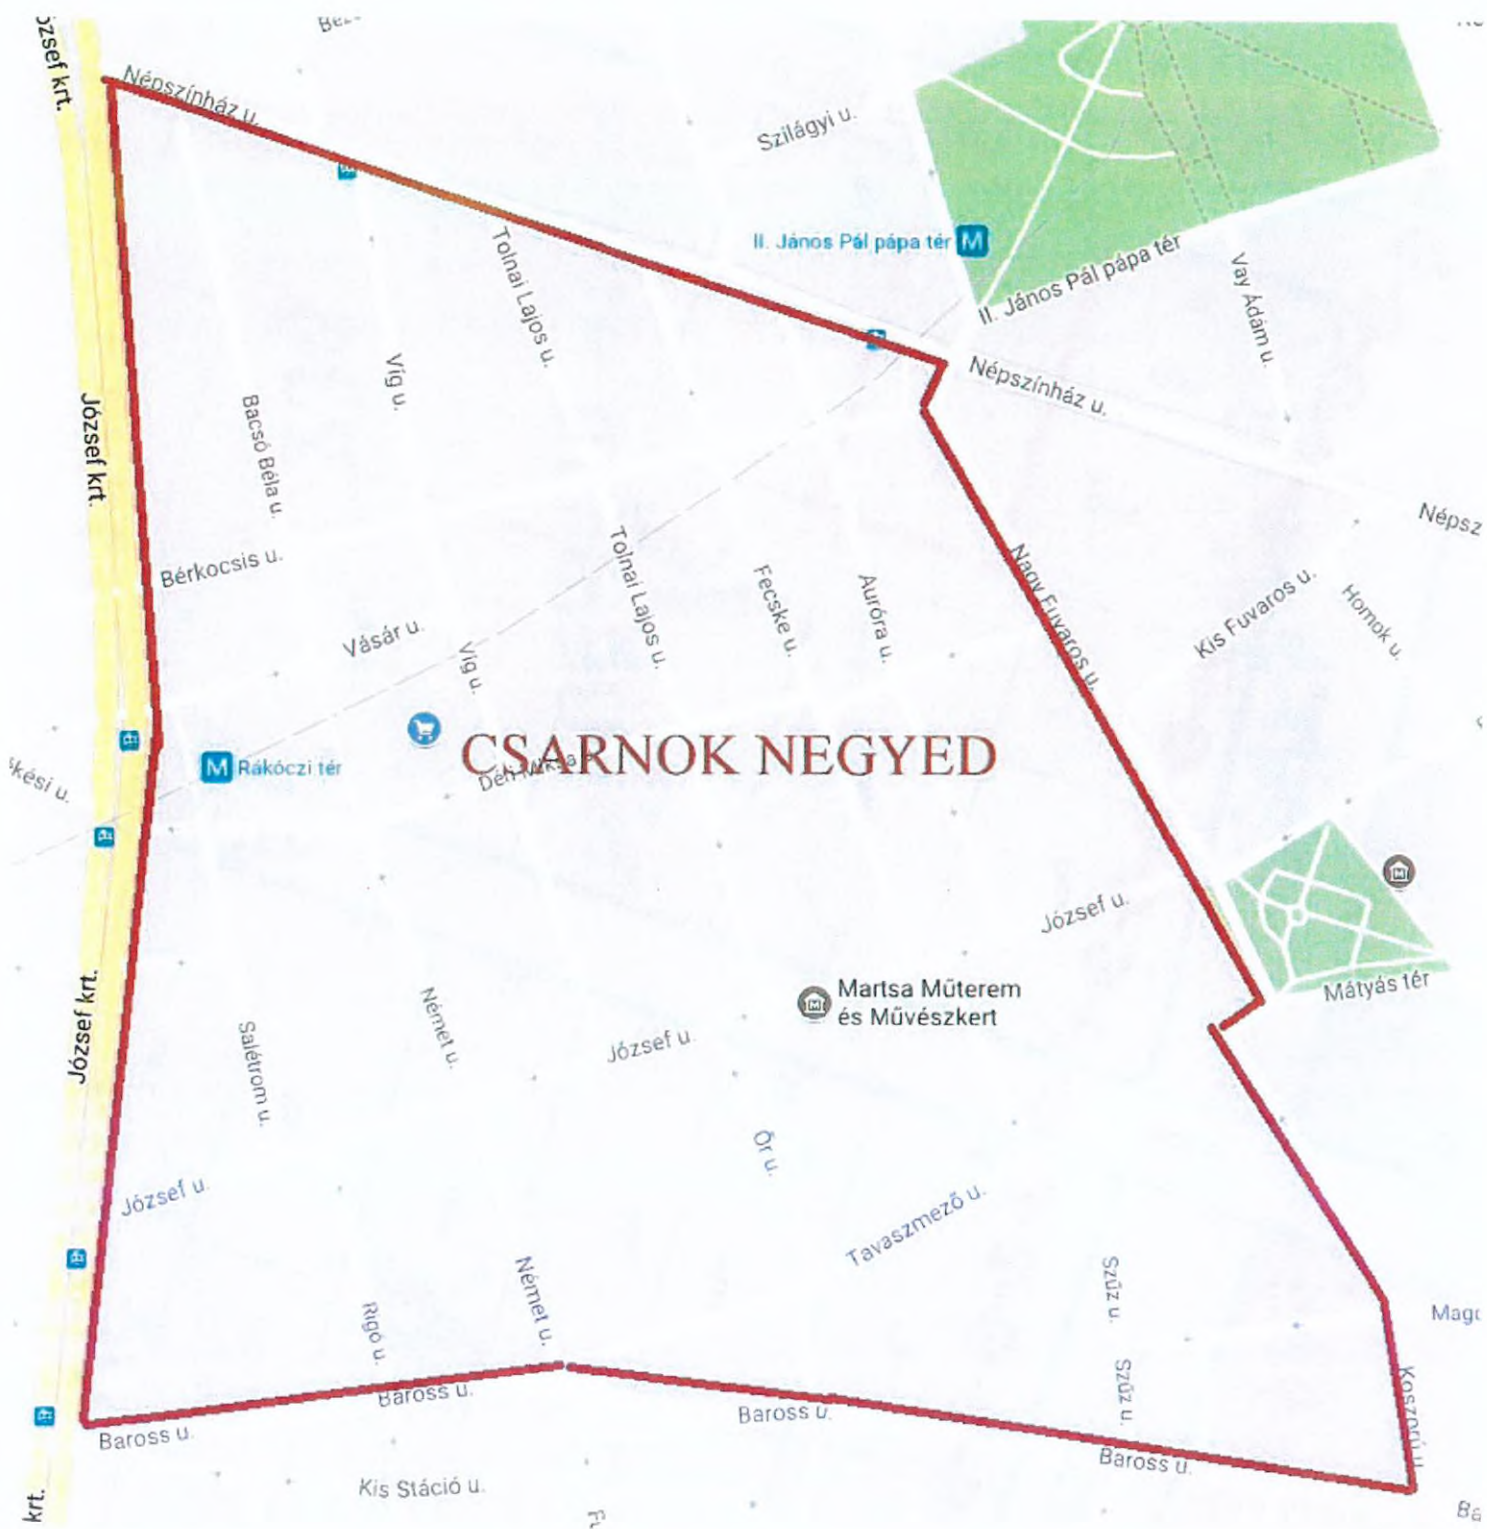 József krt.
Népszínház u.
Szilágyi u.
II. János Pál pápa tér
M
II. János Pál pápa tér
Vay Ádám u.
Tolnai Lajos u.
Víg u.
Népszínház u.
József krt.
Bacsó Béla u.
Népsz
Bérkocsis u.
Tolnai Lajos u.
Fecske u.
Auróra u.
Nagy Fuvaros u.
Kis Fuvaros u.
Homok u.
Vásár u.
Víg u.
M
Rákóczi tér
CSARNOK NEGYED
Déri Miksa
kési u.
József u.
József krt.
Martsa Műterem
és Művészkert
Mátyás tér
Német u.
Salétrom u.
József u.
Őr u.
József u.
Tavaszmező u.
Német u.
Szűz u.
Rigó u.
Baross u.
Szűz u.
Koszorú u.
Baross u.
Baross u.
Baross u.
Kis Stáció u.
krt.
Ba